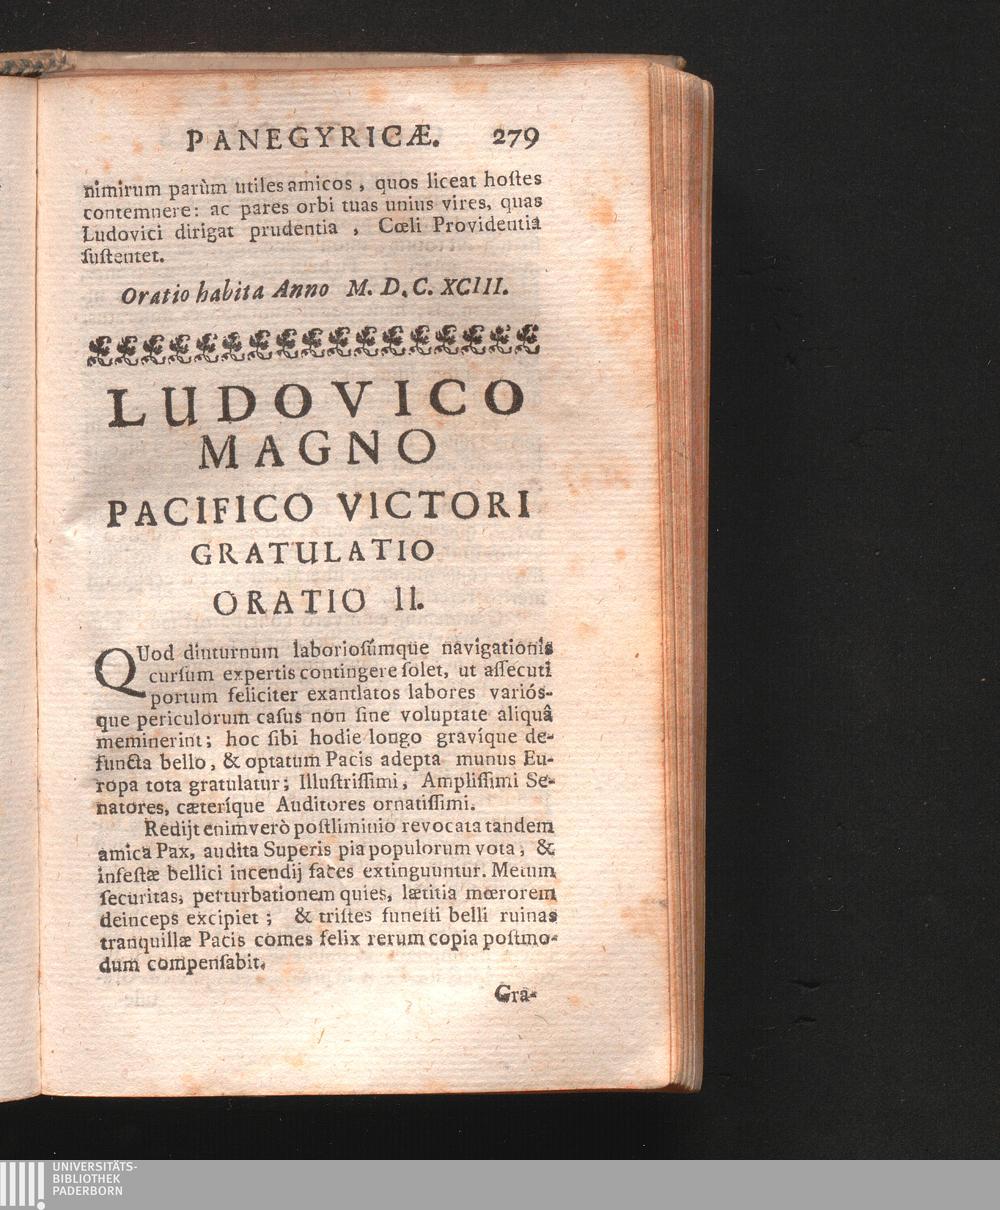 PANEGYRICÆ. 279
nimirum parùm utiles amicos, quos liceat hoſtes
contemnere: ac pares orbi tuas unius vires, quas
Ludovici dirigat prudentia, Cœli Providentia
ſuſtentet.
Oratio habita Anno M. D. C. XCIII.
LUDOVICO
MAGNO
PACIFICO VICTORI
GRATULATIO
ORATIO II.
QUod diuturnum laborioſúmque navigationis
curſum expertis contingere ſolet, ut aſſecuti
portum feliciter exantlatos labores variós-
que periculorum caſus non ſine voluptate aliquâ
meminerint; hoc ſibi hodie longo gravíque de-
functa bello, & optatum Pacis adepta munus Eu-
ropa tota gratulatur; Illuſtriſſimi, Ampliſſimi Se-
natores, cæteríque Auditores ornatiſſimi.
Redijt enimverò poſtliminio revocata tandem
amica Pax, audita Superis pia populorum vota, &
infeſtæ bellici incendij faces extinguuntur. Metum
ſecuritas, perturbationem quies, lætitia mœrorem
deinceps excipiet; & triſtes funeſti belli ruinas
tranquillæ Pacis comes felix rerum copia poſtmo-
dum compenſabit.
Gra-
UNIVERSITÄTS-
BIBLIOTHEK
PADERBORN